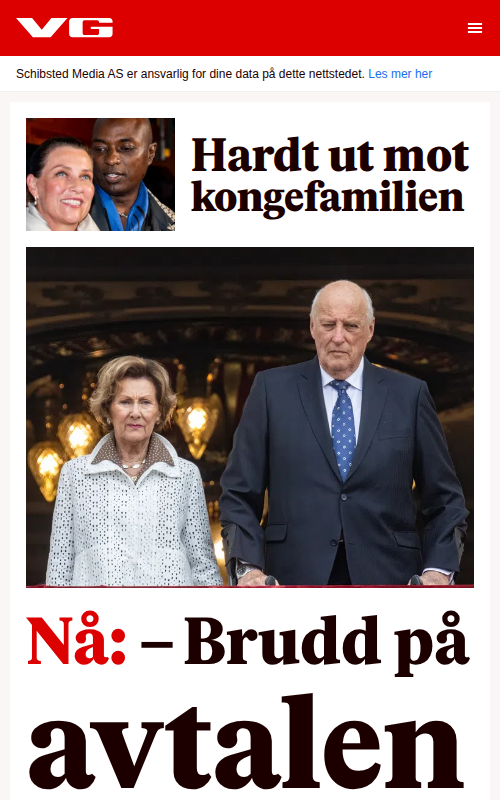 VG
Schibsted Media AS er ansvarlig for dine data på dette nettstedet. Les mer her
Hardt ut mot
kongefamilien
Nå: – Brudd på
avtalen